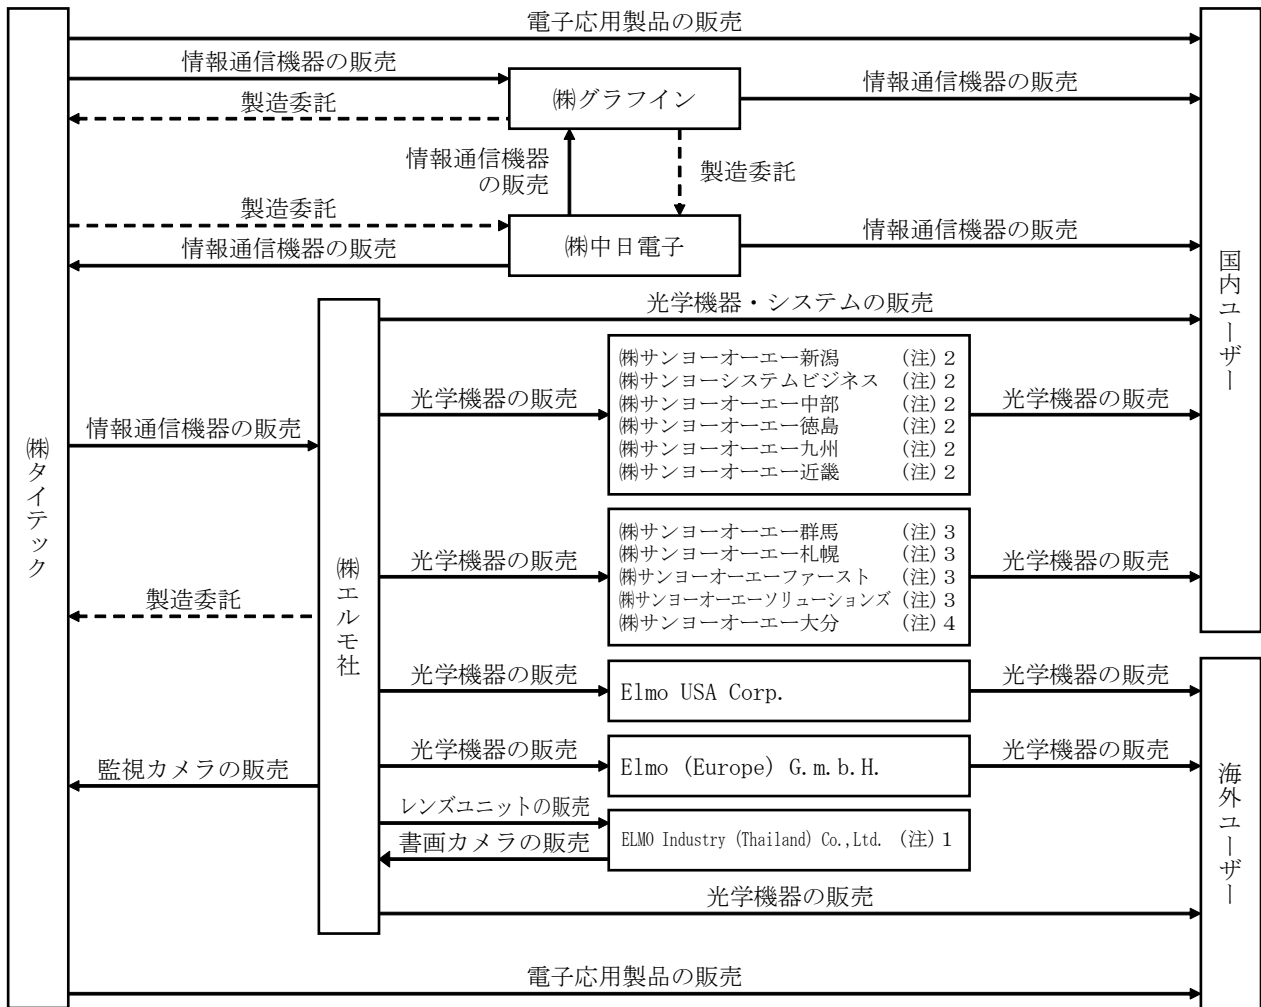 電子応用製品の販売
情報通信機器の販売
㈱グラフイン
情報通信機器の販売
製造委託
情報通信機器
の販売
製造委託
製造委託
㈱中日電子
情報通信機器の販売
情報通信機器の販売
国内ユーザー
光学機器・システムの販売
㈱サンヨーオーエー新潟 (注)２
㈱サンヨーシステムビジネス (注)２
㈱サンヨーオーエー中部 (注)２
㈱サンヨーオーエー徳島 (注)２
㈱サンヨーオーエー九州 (注)２
㈱サンヨーオーエー近畿 (注)２
光学機器の販売
光学機器の販売
情報通信機器の販売
㈱タイテック
㈱エルモ社
㈱サンヨーオーエー群馬 (注)３
㈱サンヨーオーエー札幌 (注)３
㈱サンヨーオーエーファースト (注)３
㈱サンヨーオーエーソリューションズ (注)３
㈱サンヨーオーエー大分 (注)４
光学機器の販売
光学機器の販売
製造委託
光学機器の販売
Elmo USA Corp.
光学機器の販売
光学機器の販売
Elmo (Europe) G.m.b.H.
光学機器の販売
監視カメラの販売
海外ユーザー
レンズユニットの販売
書画カメラの販売
ELMO Industry (Thailand) Co.,Ltd. (注)１
光学機器の販売
電子応用製品の販売